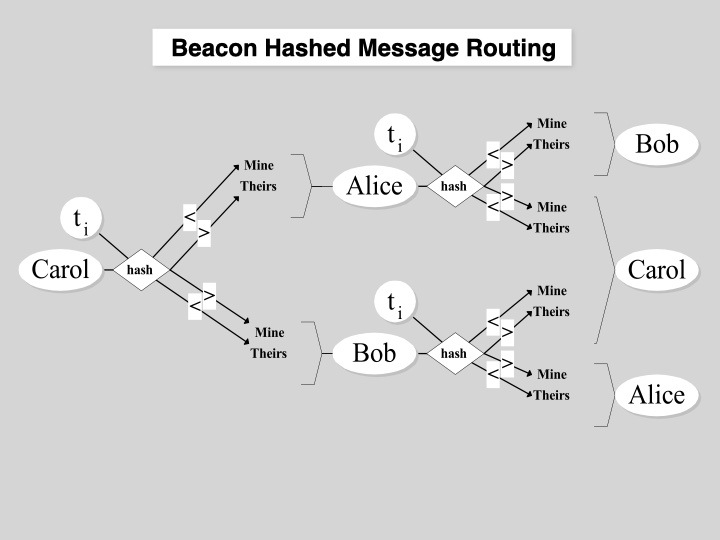 Beacon Hashed Message Routing
t i
Carol
hash
<
>
Mine
Theirs
>
<
Mine
Theirs
t i
Alice
hash
<
>
Mine
Theirs
>
<
Mine
Theirs
t i
Bob
hash
<
>
Mine
Theirs
>
<
Mine
Theirs
Bob
Carol
Alice